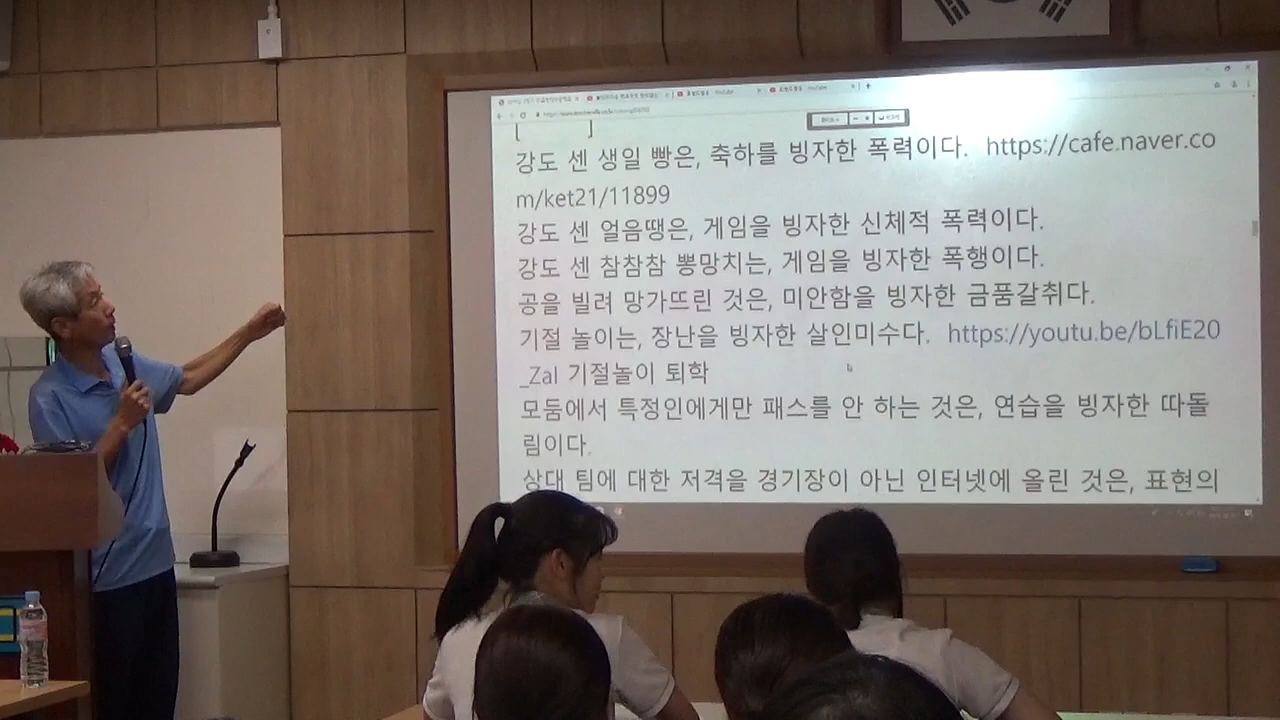 [          ]
강도 센 생일 빵은, 축하를 빙자한 폭력이다.  https://cafe.naver.co
m/ket21/11899
강도 센 얼음땡은, 게임을 빙자한 신체적 폭력이다.
강도 센 참참참 뿅망치는, 게임을 빙자한 폭행이다.
공을 빌려 망가뜨린 것은, 미안함을 빙자한 금품갈취다.
기절 놀이는, 장난을 빙자한 살인미수다.  https://youtu.be/bLfiE20
_ZaI 기절놀이 퇴학
모둠에서 특정인에게만 패스를 안 하는 것은, 연습을 빙자한 따돌
림이다.
상대 팀에 대한 저격을 경기장이 아닌 인터넷에 올린 것은, 표현의